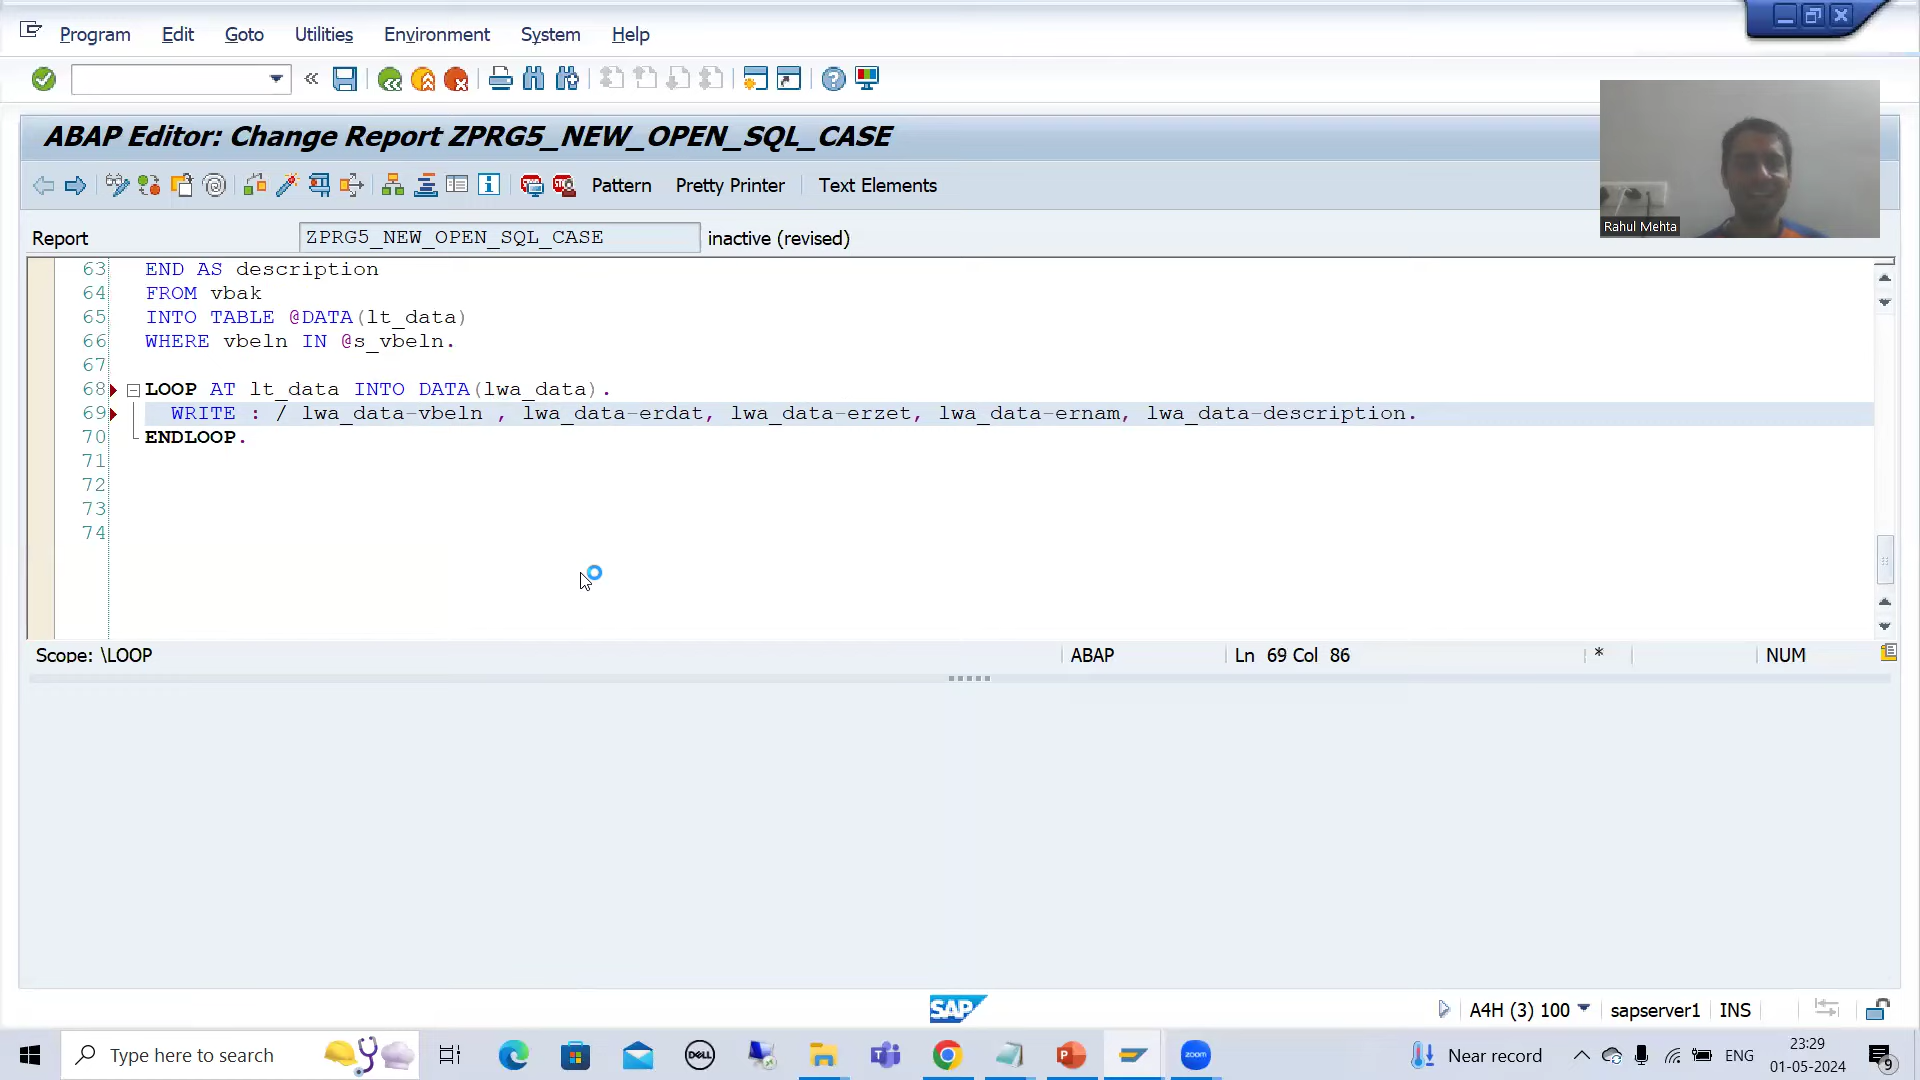 Program Edit Goto Utilities Environment System Help
ABAP Editor: Change Report ZPRG5_NEW_OPEN_SQL_CASE
Pattern Pretty Printer Text Elements
Rahul Mehta
Report ZPRG5_NEW_OPEN_SQL_CASE inactive (revised)
63 END AS description
64 FROM vbak
65 INTO TABLE @DATA(lt_data)
66 WHERE vbeln IN @s_vbeln.
67
68 LOOP AT lt_data INTO DATA(lwa_data).
69 WRITE : / lwa_data-vbeln , lwa_data-erdat, lwa_data-erzet, lwa_data-ernam, lwa_data-description.
70 ENDLOOP.
71
72
73
74
Scope: \LOOP ABAP Ln 69 Col 86 * NUM
SAP A4H (3) 100 sapserver1 INS
Type here to search DELL zoom Near record ENG 23:29
01-05-2024 9